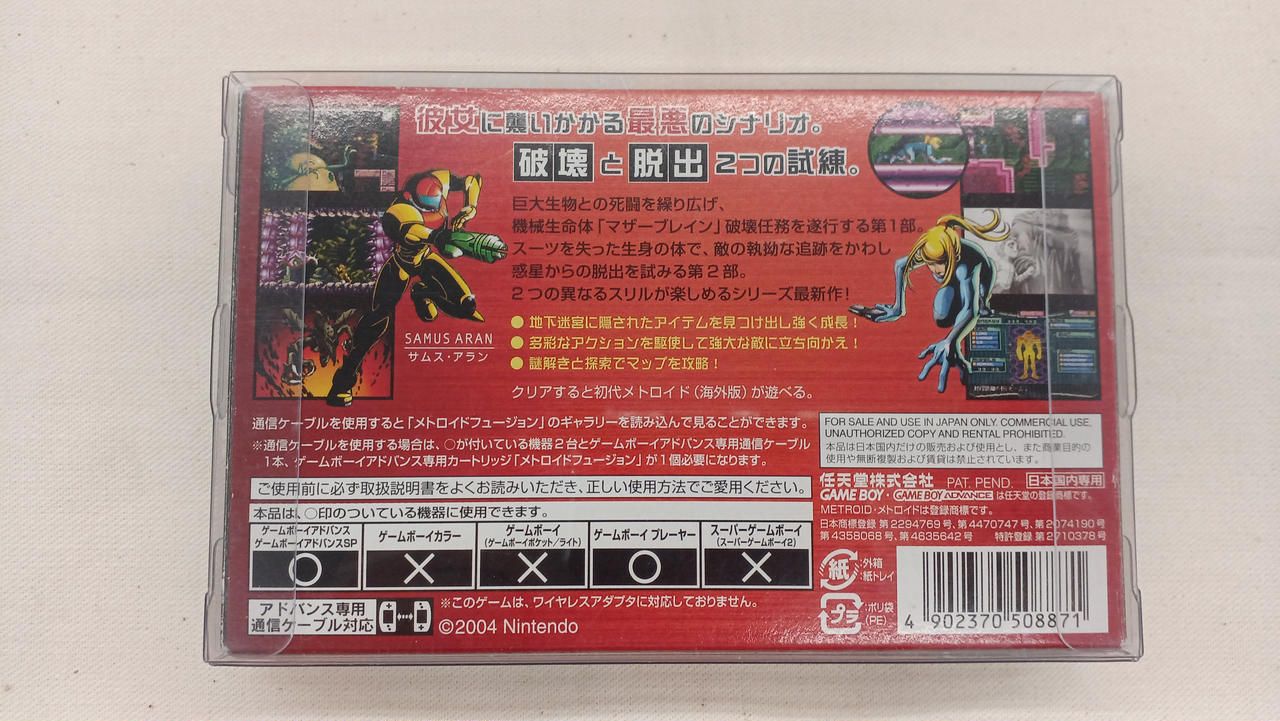 彼女に襲いかかる最悪のシナリオ。
破壊と脱出 2つの試練。
巨大生物との死闘を繰り広げ、
機械生命体「マザーブレイン」破壊任務を遂行する第1部。
スーツを失った生身の体で、敵の執拗な追跡をかわし
惑星からの脱出を試みる第2部。
2つの異なるスリルが楽しめるシリーズ最新作!
● 地下迷宮に隠されたアイテムを見つけ出し強く成長!
● 多彩なアクションを駆使して強大な敵に立ち向かえ!
● 謎解きと探索でマップを攻略!
クリアすると初代メトロイド(海外版)が遊べる。
SAMUS ARAN
サムス・アラン
通信ケーブルを使用すると「メトロイドフュージョン」のギャラリーを読み込んで見ることができます。
※通信ケーブルを使用する場合は、○が付いている機器2台とゲームボーイアドバンス専用通信ケーブル
1本、ゲームボーイアドバンス専用カートリッジ「メトロイドフュージョン」が1個必要になります。
ご使用前に必ず取扱説明書をよくお読みいただき、正しい使用方法でご愛用ください。
本品は、○印のついている機器に使用できます。
ゲームボーイアドバンス
ゲームボーイアドバンスSP
○
ゲームボーイカラー
×
ゲームボーイ
(ゲームボーイポケット/ライト)
×
ゲームボーイ プレーヤー
○
スーパーゲームボーイ
(スーパーゲームボーイ2)
×
アドバンス専用
通信ケーブル対応
※このゲームは、ワイヤレスアダプタに対応しておりません。
©2004 Nintendo
FOR SALE AND USE IN JAPAN ONLY. COMMERCIAL USE,
UNAUTHORIZED COPY AND RENTAL PROHIBITED.
本品は日本国内だけの販売および使用とし、また商業目的の
使用や無断複製および賃貸は禁止されています。
任天堂株式会社 PAT. PEND. 日本国内専用
GAME BOY・GAME BOY ADVANCE は任天堂の登録商標です。
METROID・メトロイドは登録商標です。
日本商標登録 第2294769号、第4470747号、第2074190号
第4358068号、第4635642号 特許登録 第2710378号
紙 :外箱
:紙トレイ
プラ :ポリ袋
(PE)
4 902370 508871